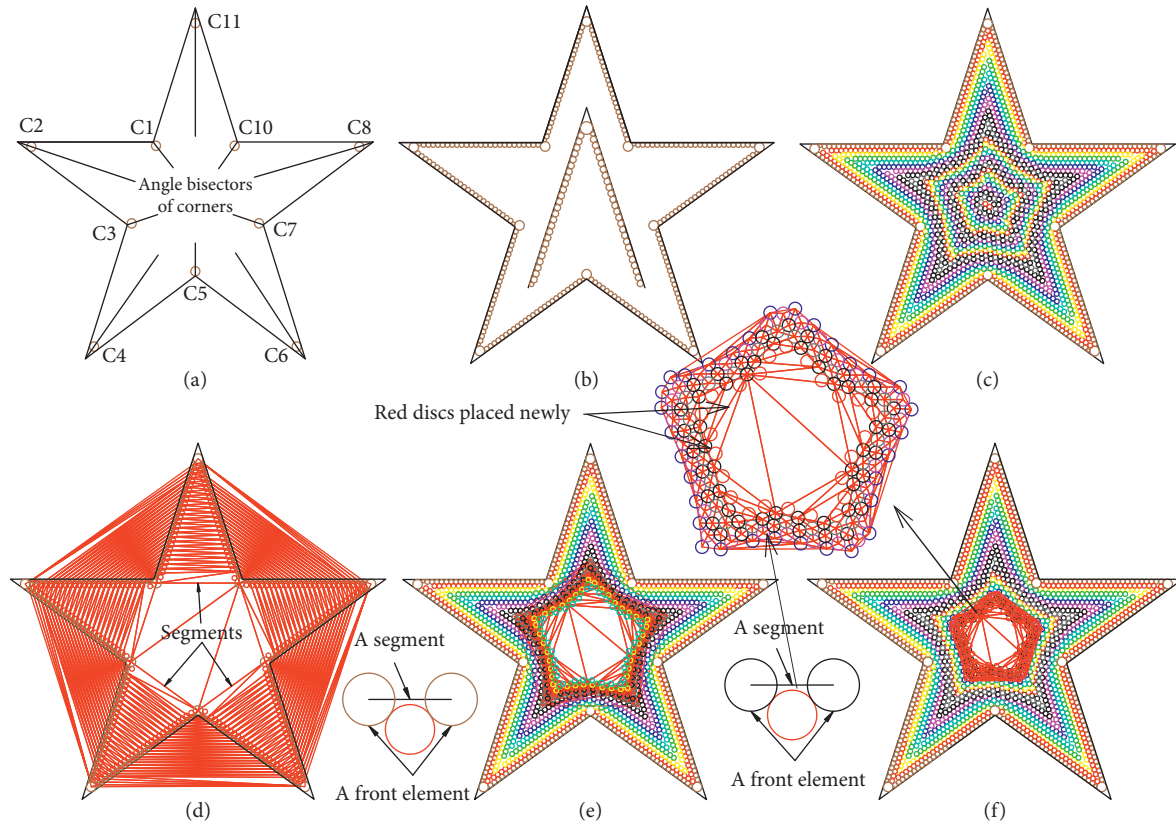 C11
C2
C1
C10
C8
Angle bisectors
of corners
C3
C7
C5
C4
C6
(a)
(b)
(c)
Red discs placed newly
Segments
A segment
A front element
A segment
A front element
(d)
(e)
(f)